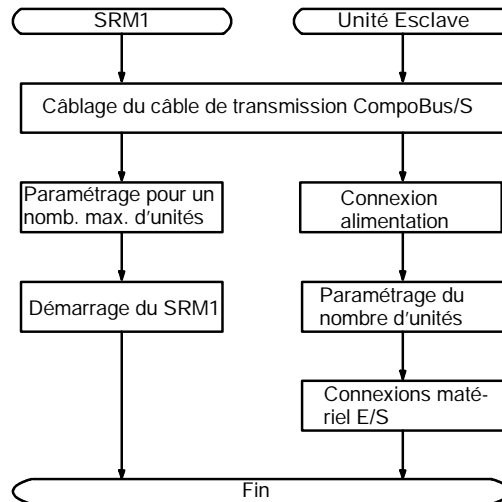 SRM1
Unité Esclave
Câblage du câble de transmission CompoBus/S
Paramétrage pour un
nomb. max. d'unités
Connexion
alimentation
Démarrage du SRM1
Paramétrage du
nombre d'unités
Connexions maté-
riel E/S
Fin